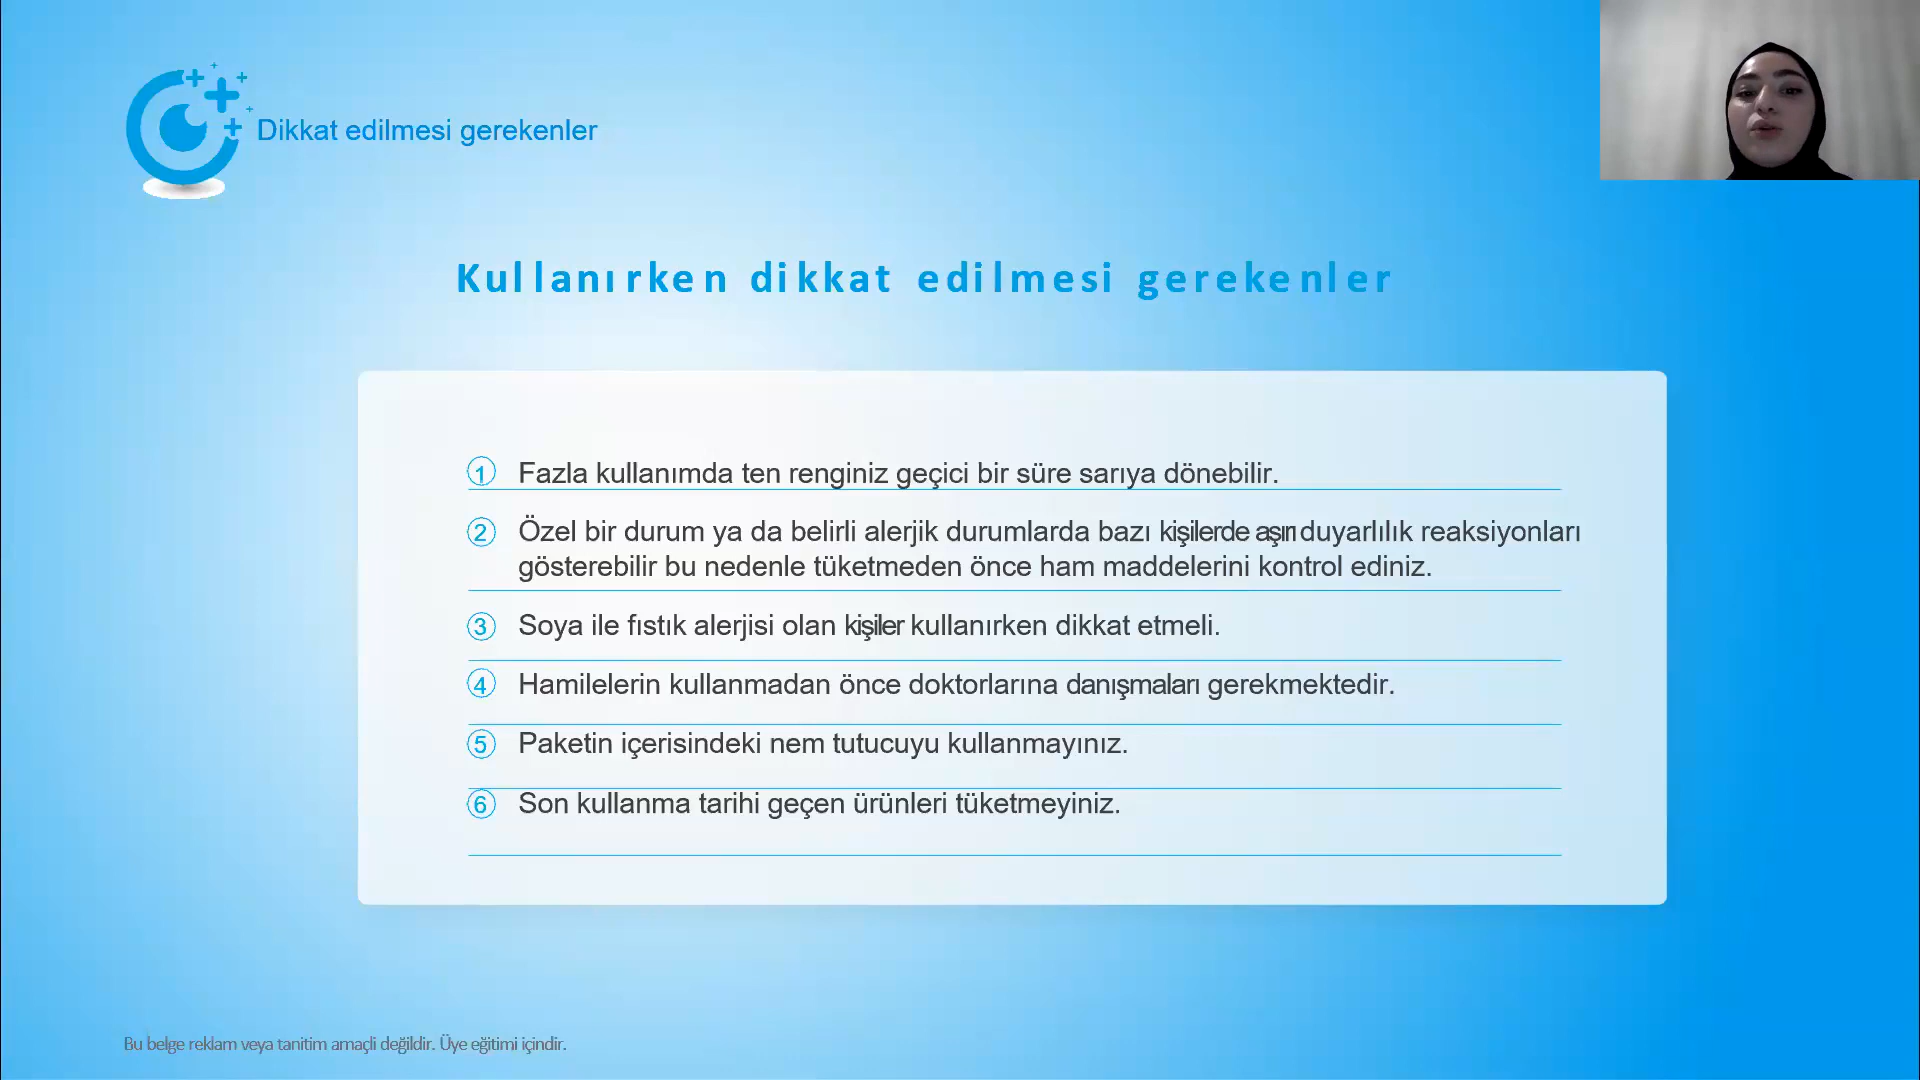 Dikkat edilmesi gerekenler
Kullanırken dikkat edilmesi gerekenler
1 Fazla kullanımda ten renginiz geçici bir süre sarıya dönebilir.
2 Özel bir durum ya da belirli alerjik durumlarda bazı kişilerde aşırı duyarlılık reaksiyonları
gösterebilir bu nedenle tüketmeden önce ham maddelerini kontrol ediniz.
3 Soya ile fıstık alerjisi olan kişiler kullanırken dikkat etmeli.
4 Hamilelerin kullanmadan önce doktorlarına danışmaları gerekmektedir.
5 Paketin içerisindeki nem tutucuyu kullanmayınız.
6 Son kullanma tarihi geçen ürünleri tüketmeyiniz.
Bu belge reklam veya tanitim amaçli değildir. Üye eğitimi içindir.